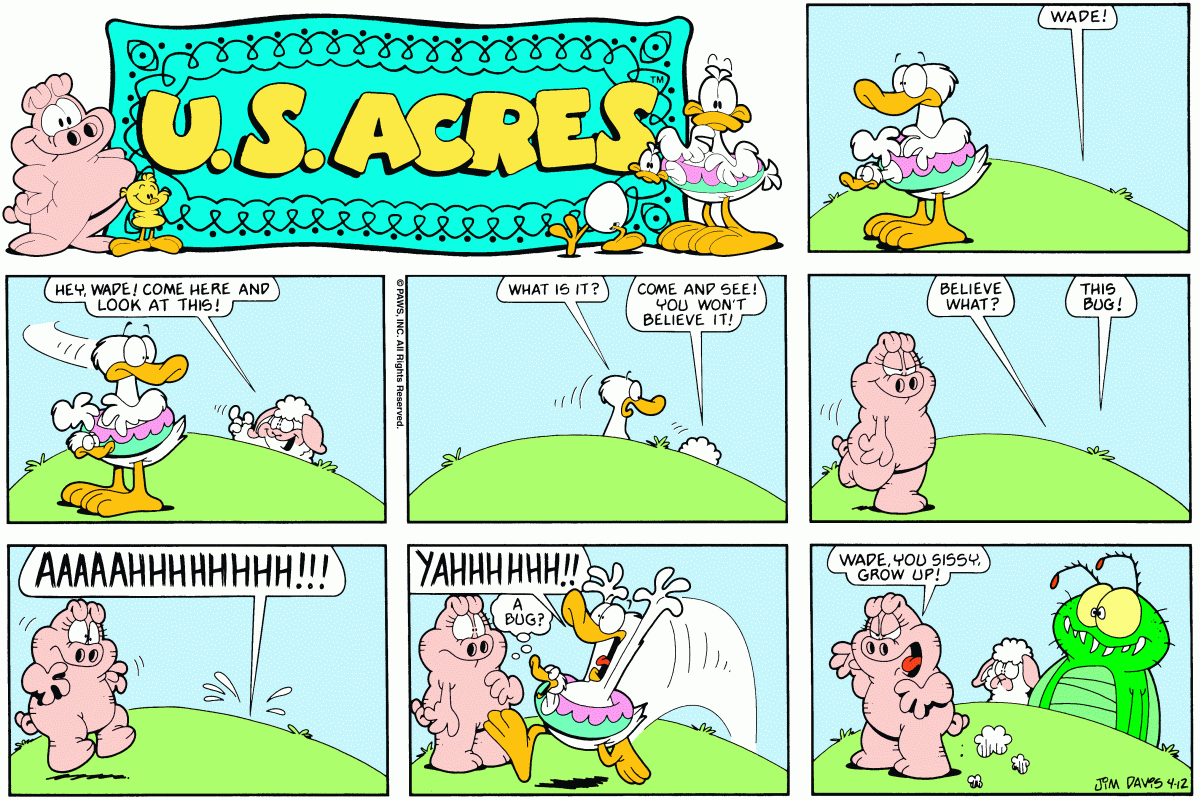 U.S. ACRES
TM
WADE!
HEY, WADE! COME HERE AND
LOOK AT THIS!
© PAWS, INC. All Rights Reserved.
WHAT IS IT?
COME AND SEE!
YOU WON'T
BELIEVE IT!
BELIEVE
WHAT?
THIS
BUG!
AAAAAHHHHHHHHH!!!
YAHHHHHH!!
A
BUG?
WADE, YOU SISSY,
GROW UP!
JIM DAVIS 4-12